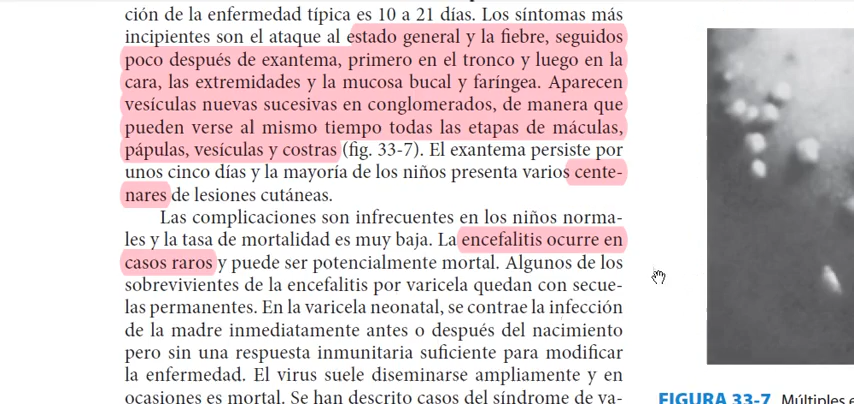 ción de la enfermedad típica es 10 a 21 días. Los síntomas más
incipientes son el ataque al estado general y la fiebre, seguidos
poco después de exantema, primero en el tronco y luego en la
cara, las extremidades y la mucosa bucal y faríngea. Aparecen
vesículas nuevas sucesivas en conglomerados, de manera que
pueden verse al mismo tiempo todas las etapas de máculas,
pápulas, vesículas y costras (fig. 33-7). El exantema persiste por
unos cinco días y la mayoría de los niños presenta varios cente-
nares de lesiones cutáneas.
Las complicaciones son infrecuentes en los niños norma-
les y la tasa de mortalidad es muy baja. La encefalitis ocurre en
casos raros y puede ser potencialmente mortal. Algunos de los
sobrevivientes de la encefalitis por varicela quedan con secue-
las permanentes. En la varicela neonatal, se contrae la infección
de la madre inmediatamente antes o después del nacimiento
pero sin una respuesta inmunitaria suficiente para modificar
la enfermedad. El virus suele diseminarse ampliamente y en
ocasiones es mortal. Se han descrito casos del síndrome de va-
FIGURA 33-7 Múltiples e